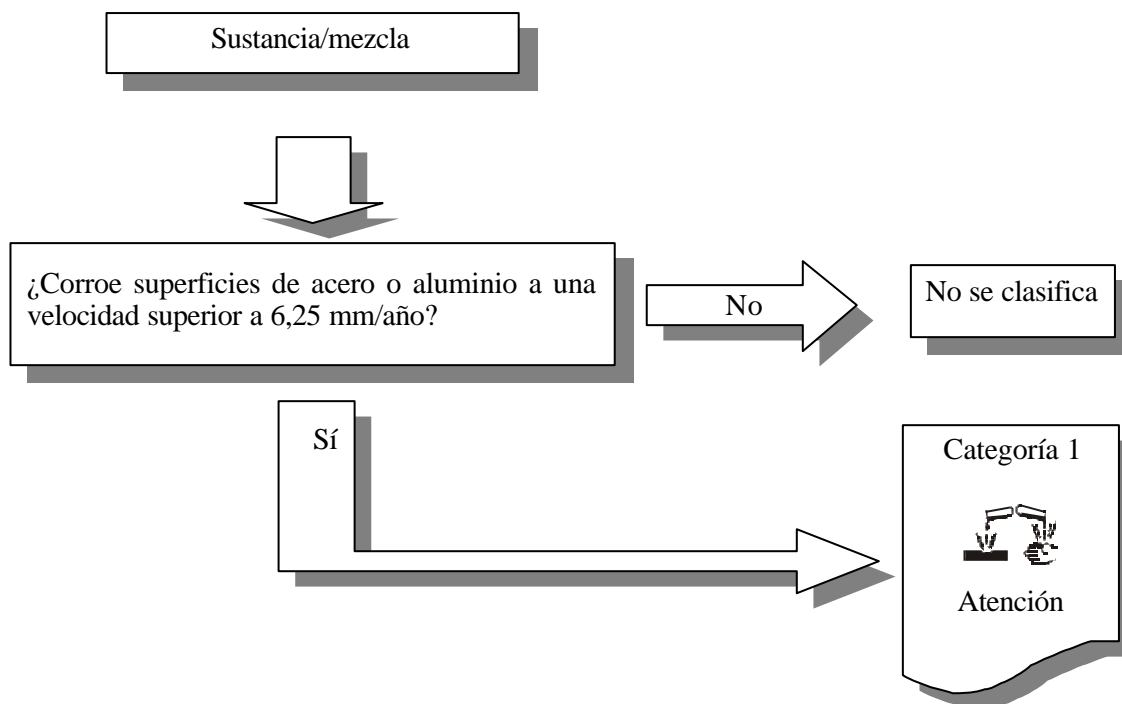 Sustancia/mezcla
¿Corroe superficies de acero o aluminio a una
velocidad superior a 6,25 mm/año?
No
No se clasifica
Sí
Categoría 1
Atención